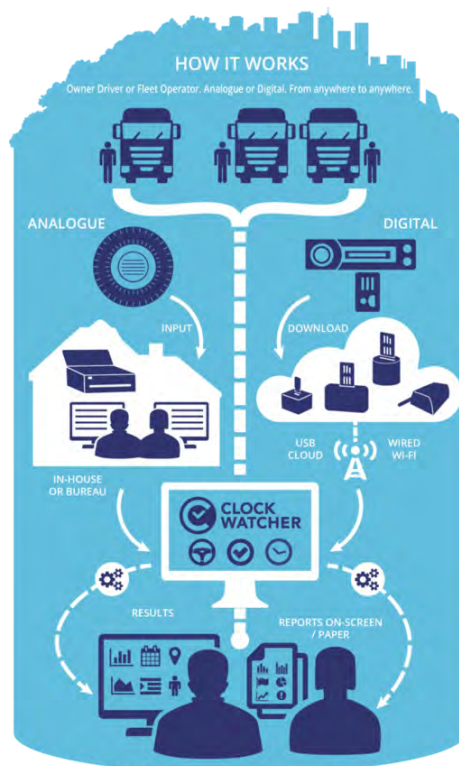 HOW IT WORKS
Owner Driver or Fleet Operator. Analogue or Digital. From anywhere to anywhere.
ANALOGUE
DIGITAL
INPUT
DOWNLOAD
USB
CLOUD
WIRED
WI-FI
IN-HOUSE
OR BUREAU
CLOCK
WATCHER
RESULTS
REPORTS ON-SCREEN
/ PAPER